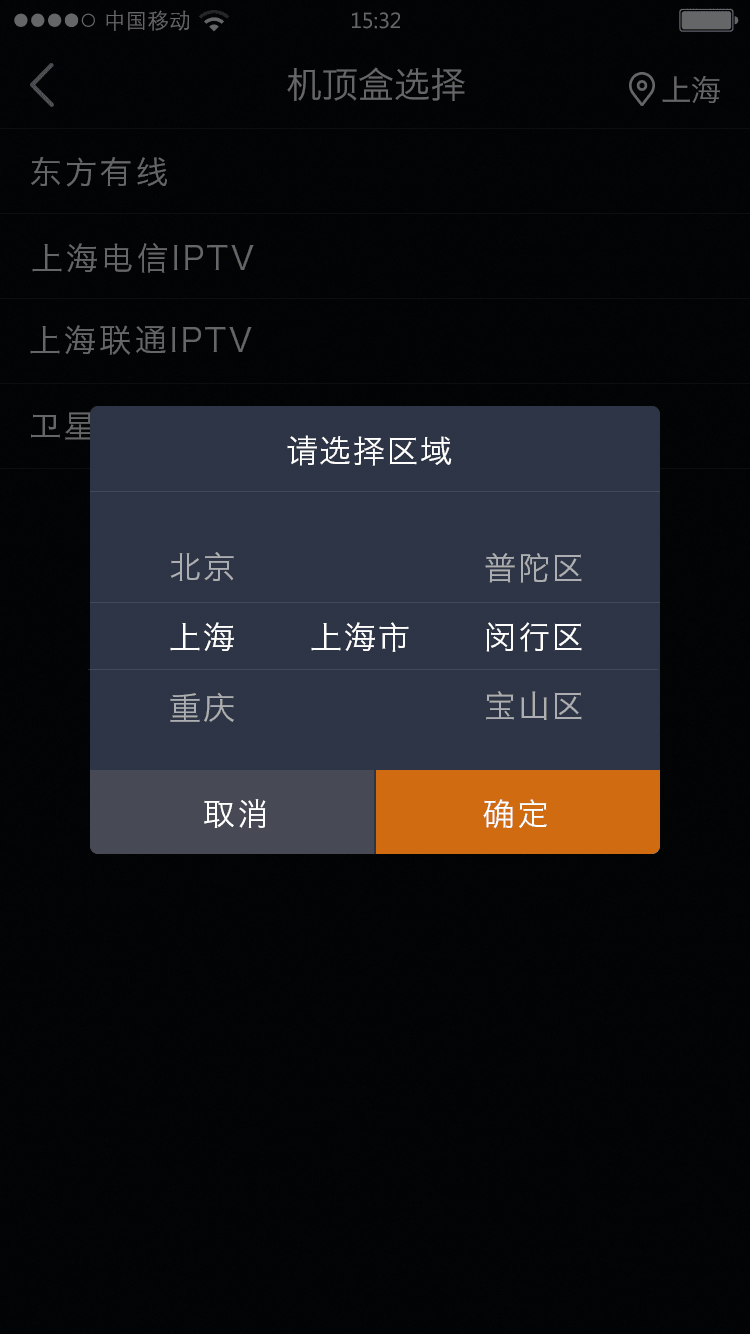 中国移动 15:32
机顶盒选择 上海
东方有线
上海电信IPTV
上海联通IPTV
卫星
请选择区域
北京 普陀区
上海 上海市 闵行区
重庆 宝山区
取消 确定